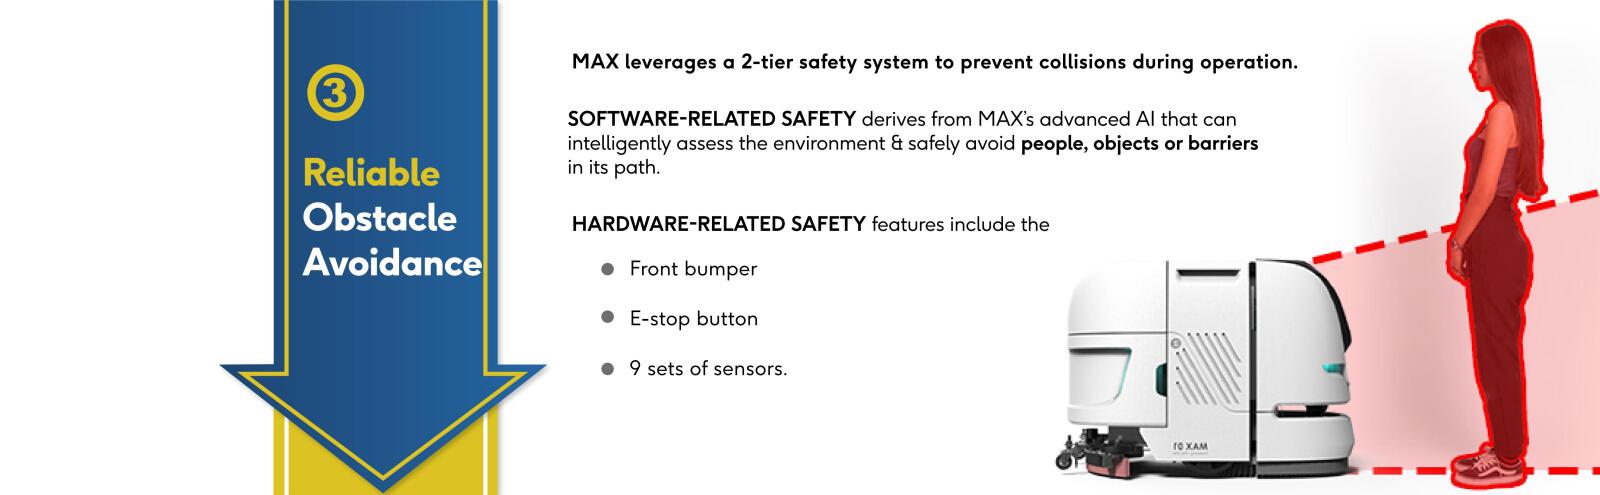 3
Reliable
Obstacle
Avoidance
MAX leverages a 2-tier safety system to prevent collisions during operation.
SOFTWARE-RELATED SAFETY derives from MAX's advanced AI that can
intelligently assess the environment & safely avoid people, objects or barriers
in its path.
HARDWARE-RELATED SAFETY features include the
Front bumper
E-stop button
9 sets of sensors.
MAX 01